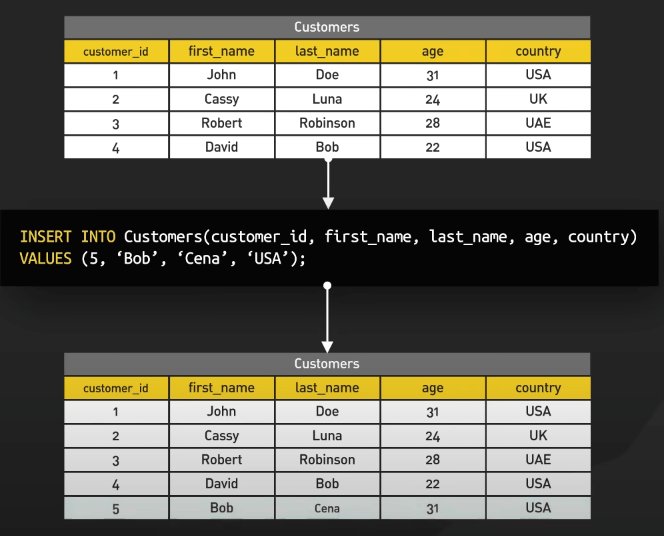 Customers
customer_id first_name last_name age country
1 John Doe 31 USA
2 Cassy Luna 24 UK
3 Robert Robinson 28 UAE
4 David Bob 22 USA
INSERT INTO Customers(customer_id, first_name, last_name, age, country)
VALUES (5, ‘Bob’, ‘Cena’, ‘USA’);
Customers
customer_id first_name last_name age country
1 John Doe 31 USA
2 Cassy Luna 24 UK
3 Robert Robinson 28 UAE
4 David Bob 22 USA
5 Bob Cena 31 USA